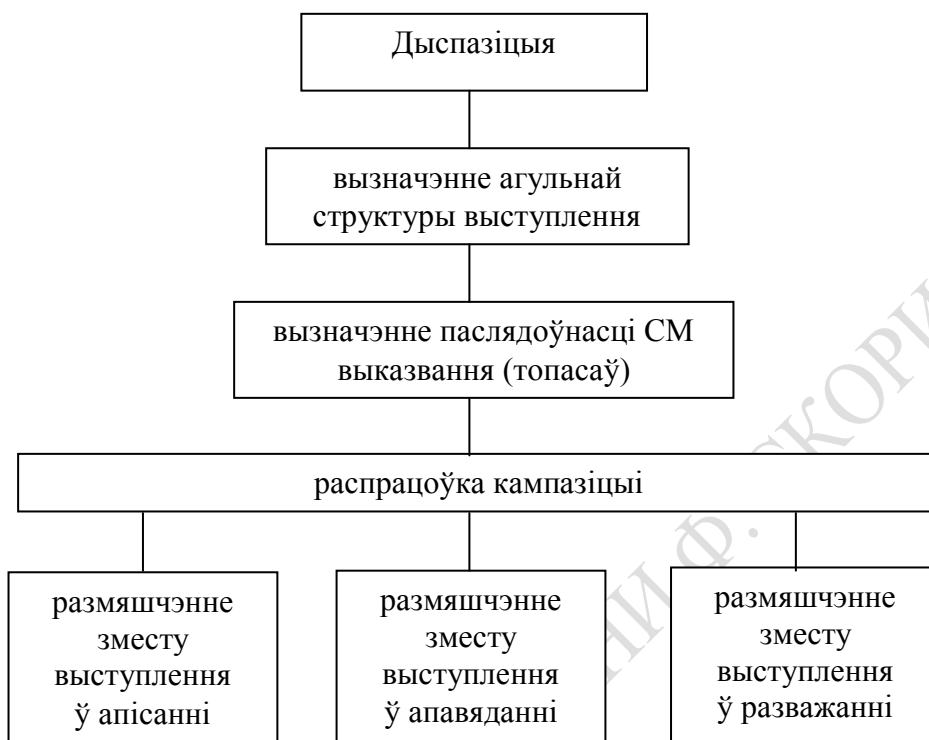 Дыспазіцыя
вызначэнне агульнай
структуры выступлення
вызначэнне паслядоўнасці СМ
выказвання (топасаў)
распрацоўка кампазіцыі
размяшчэнне
зместу
выступлення
ў апісанні
размяшчэнне
зместу
выступлення
ў апавяданні
размяшчэнне
зместу
выступлення
ў разважанні